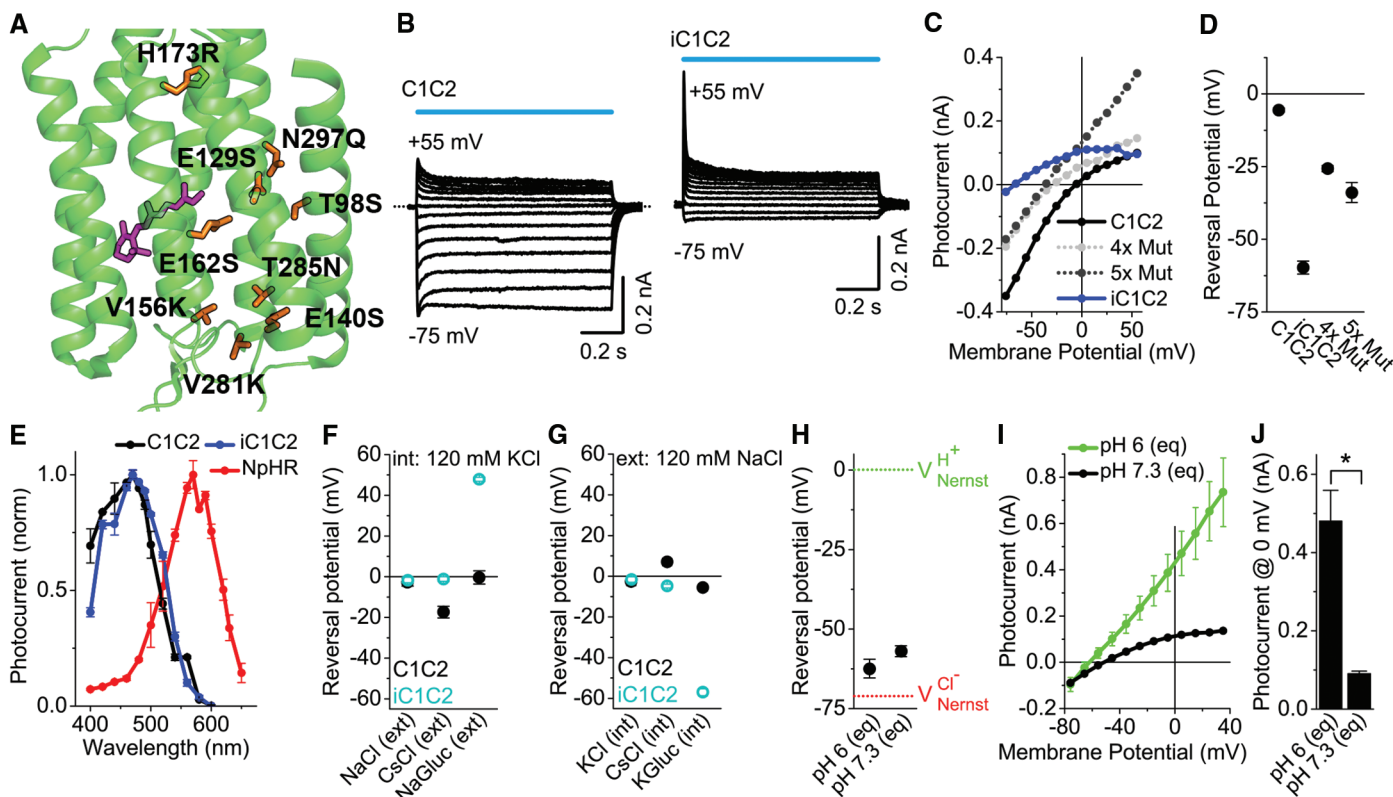 A
H173R
N297Q
E129S
T98S
E162S
T285N
V156K
E140S
V281K
B
C1C2
+55 mV
-75 mV
0.2 nA
0.2 s
iC1C2
+55 mV
-75 mV
0.2 nA
0.2 s
C
Photocurrent (nA)
0.4
0.2
0.0
-0.2
-0.4
C1C2
4x Mut
5x Mut
iC1C2
-50 0 50
Membrane Potential (mV)
D
Reversal Potential (mV)
0
-25
-50
-75
C1C2
iC1C2
4x Mut
5x Mut
E
C1C2 iC1C2
NpHR
Photocurrent (norm)
1.0
0.5
0.0
400 500 600
Wavelength (nm)
F
Reversal potential (mV)
60
40
20
0
-20
-40
-60
int: 120 mM KCl
C1C2
iC1C2
NaCl (ext)
CsCl (ext)
NaGluc (ext)
G
Reversal potential (mV)
60
40
20
0
-20
-40
-60
ext: 120 mM NaCl
C1C2
iC1C2
KCl (int)
CsCl (int)
KGluc (int)
H
Reversal potential (mV)
0
-25
-50
-75
V H+ Nernst
V Cl- Nernst
pH 6 (eq)
pH 7.3 (eq)
I
pH 6 (eq)
pH 7.3 (eq)
Photocurrent (nA)
0.8
0.6
0.4
0.2
0.0
-0.2
-80 -40 0 40
Membrane Potential (mV)
J
Photocurrent @ 0 mV (nA)
0.6
0.4
0.2
0
*
pH 6 (eq)
pH 7.3 (eq)